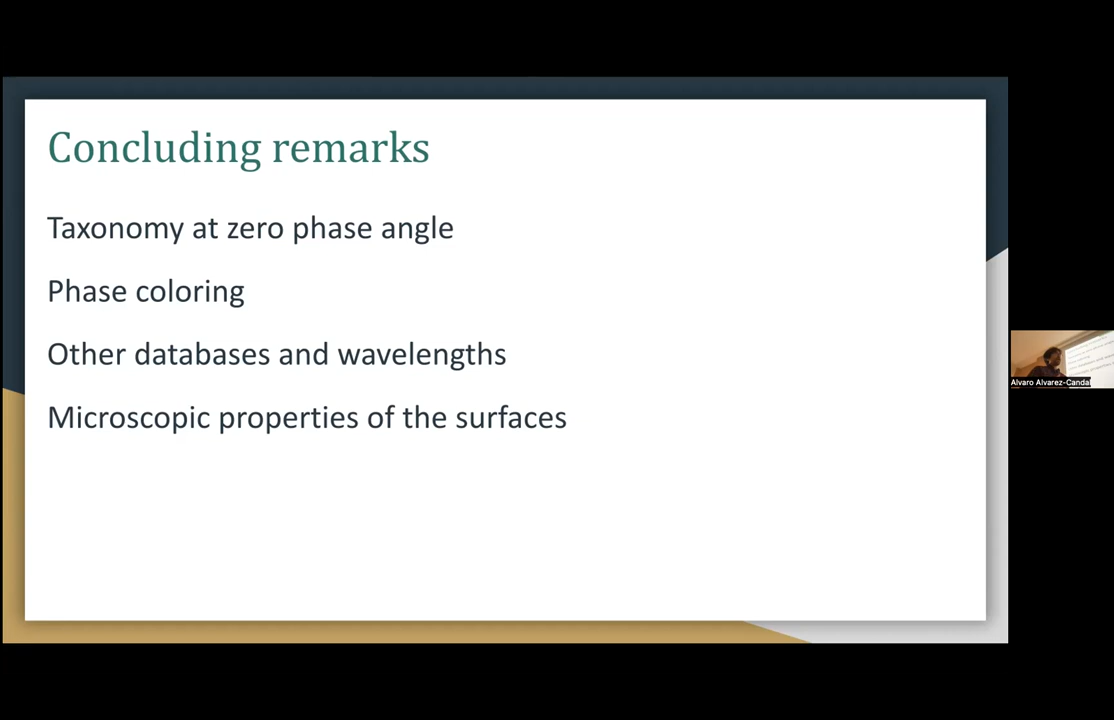 Concluding remarks
Taxonomy at zero phase angle
Phase coloring
Other databases and wavelengths
Microscopic properties of the surfaces
Alvaro Alvarez-Candal